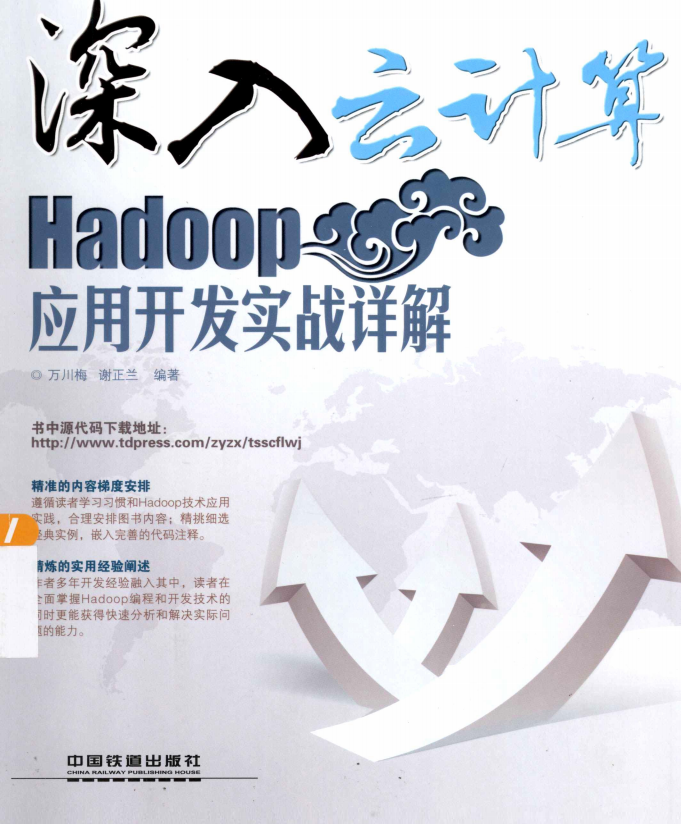 深入云计算
Hadoop
应用开发实战详解
◎ 万川梅 谢正兰 编著
书中源代码下载地址：
http://www.tdpress.com/zyzx/tsscflwj
精准的内容梯度安排
遵循读者学习习惯和Hadoop技术应用
实践，合理安排图书内容；精挑细选
经典实例，嵌入完善的代码注释。
精炼的实用经验阐述
作者多年开发经验融入其中，读者在
全面掌握Hadoop编程和开发技术的
同时更能获得快速分析和解决实际问
题的能力。
中国铁道出版社
CHINA RAILWAY PUBLISHING HOUSE